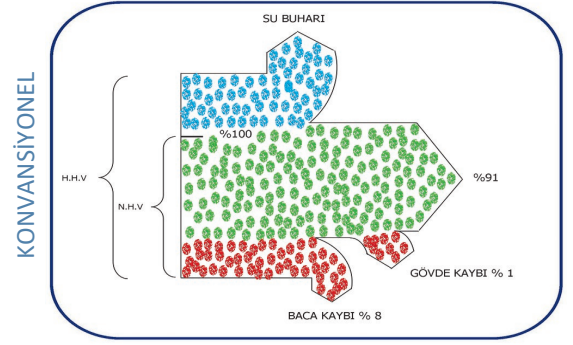 SU BUHARI
KONVANSİYONEL
%100
H.H.V
N.H.V
%91
GÖVDE KAYBI % 1
BACA KAYBI % 8